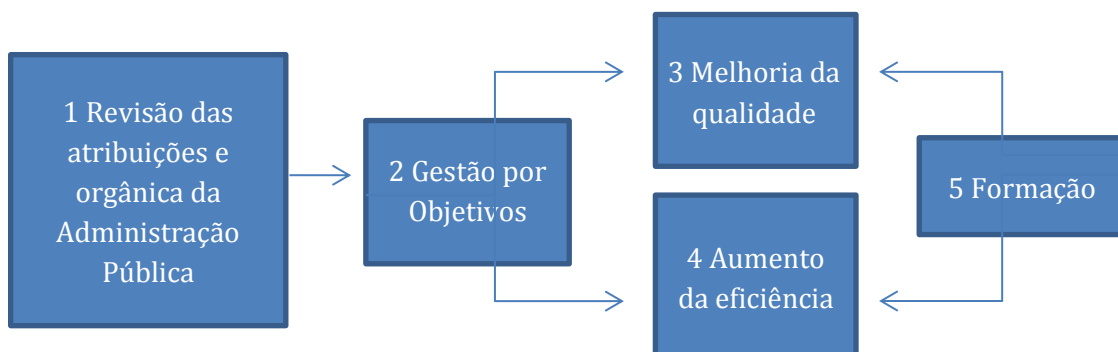 1 Revisão das
atribuições e
orgânica da
Administração
Pública
2 Gestão por
Objetivos
3 Melhoria da
qualidade
4 Aumento
da eficiência
5 Formação